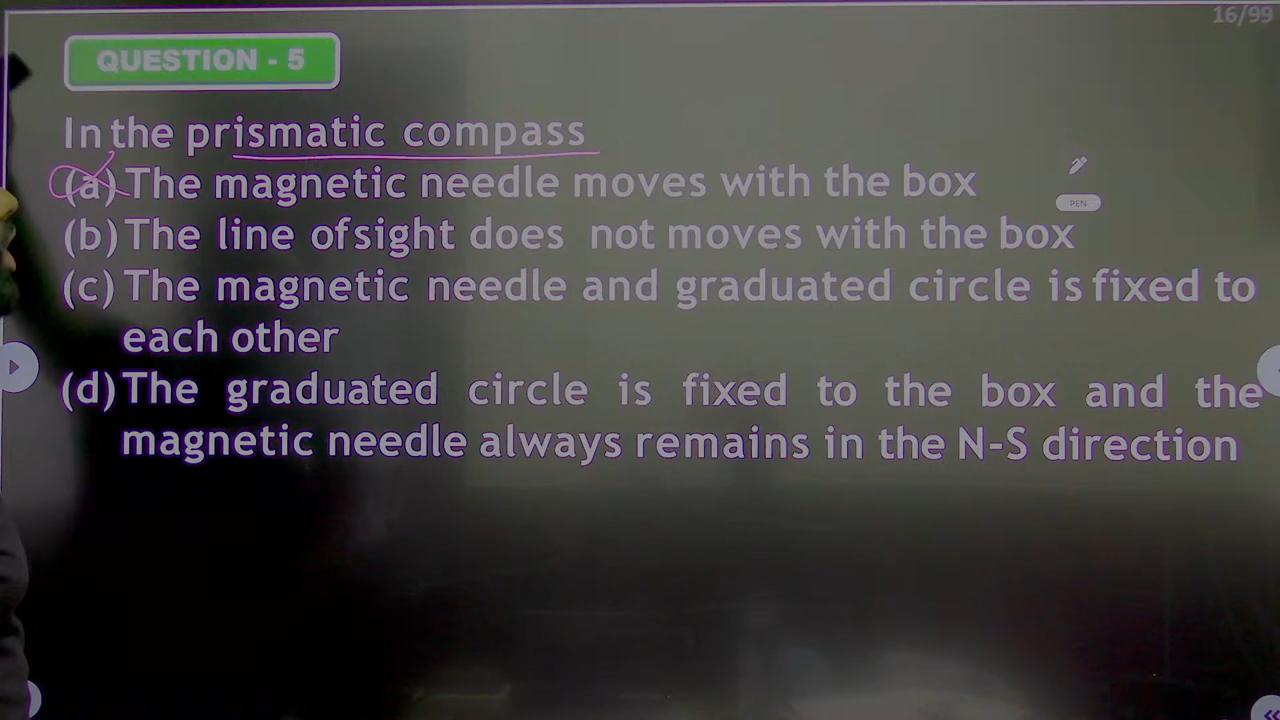 16/99
QUESTION - 5
In the prismatic compass
(a) The magnetic needle moves with the box
PEN
(b) The line of sight does not moves with the box
(c) The magnetic needle and graduated circle is fixed to
each other
(d) The graduated circle is fixed to the box and the
magnetic needle always remains in the N-S direction